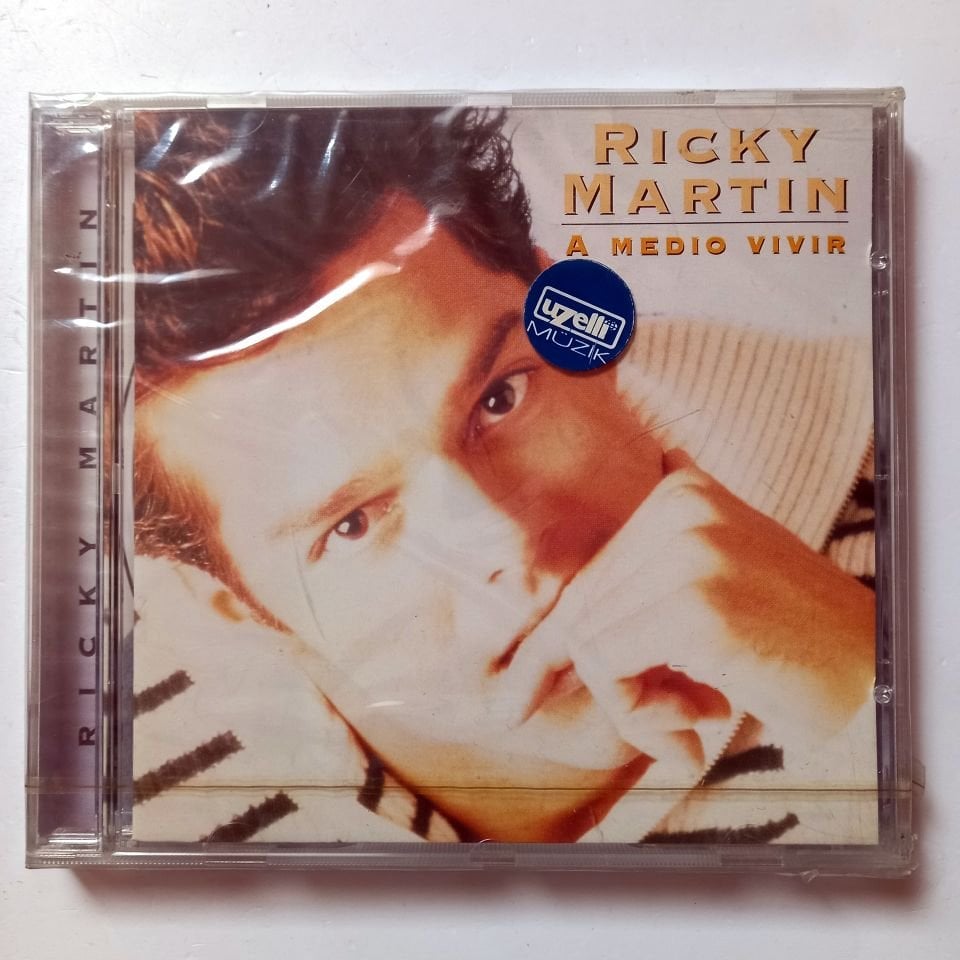 RICKY
MARTIN
A MEDIO VIVIR
uzelli
MÜZİK
RICKY MARTIN